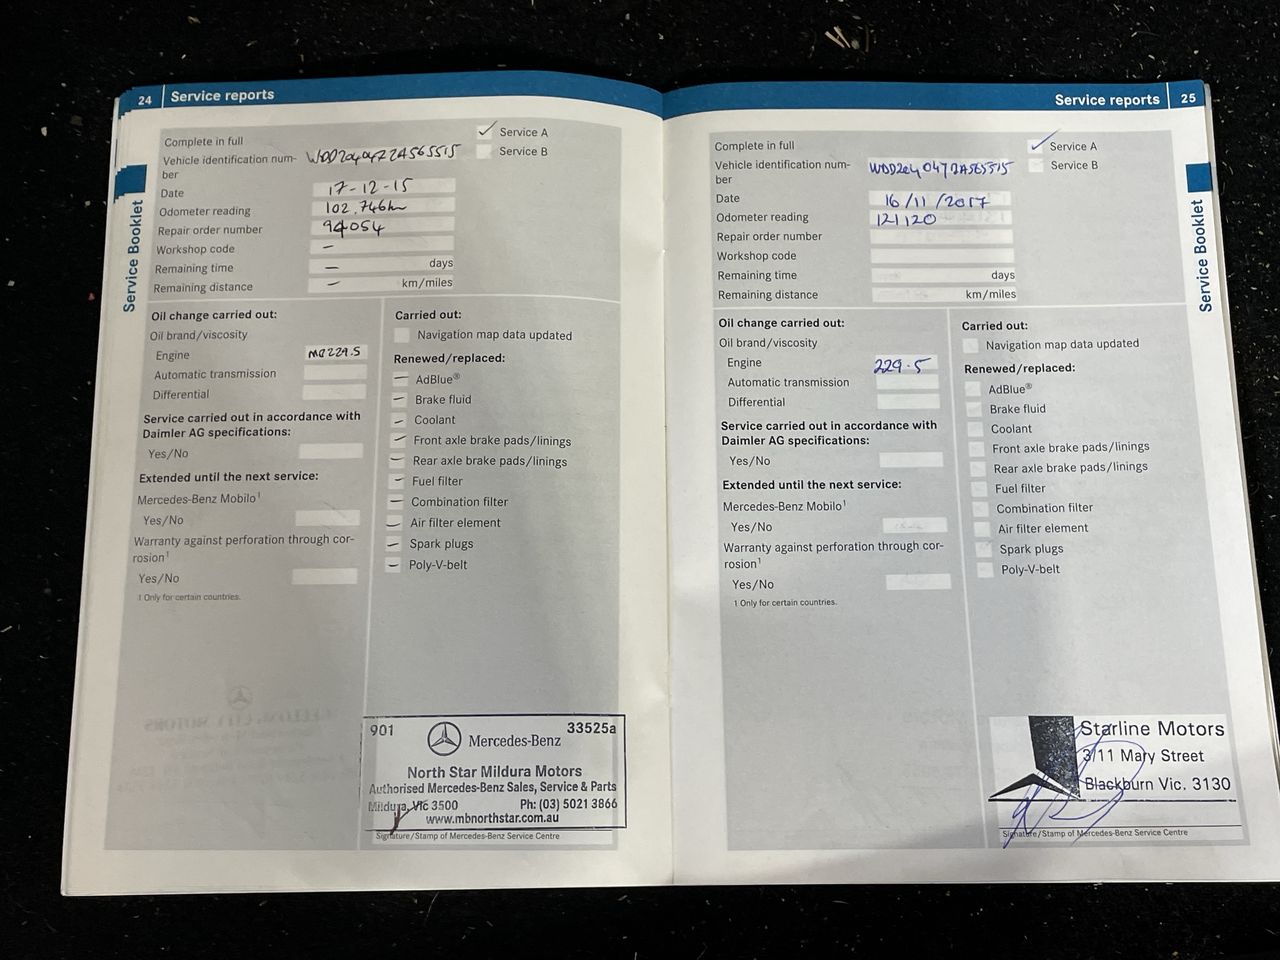 24 Service reports
Complete in full
✓ Service A
Service B
Vehicle identification num-
ber
WDD2040472A565515
Date 17-12-15
Odometer reading 102,746km
Repair order number 94054
Workshop code –
Remaining time – days
Remaining distance – km/miles
Oil change carried out:
Oil brand/viscosity
Engine MB229.5
Automatic transmission
Differential
Service carried out in accordance with
Daimler AG specifications:
Yes/No
Extended until the next service:
Mercedes-Benz Mobilo¹
Yes/No
Warranty against perforation through cor-
rosion¹
Yes/No
1 Only for certain countries.
Carried out:
Navigation map data updated
Renewed/replaced:
– AdBlue®
– Brake fluid
– Coolant
– Front axle brake pads/linings
– Rear axle brake pads/linings
– Fuel filter
– Combination filter
– Air filter element
– Spark plugs
– Poly-V-belt
901 33525a
Mercedes-Benz
North Star Mildura Motors
Authorised Mercedes-Benz Sales, Service & Parts
Mildura, Vic 3500 Ph: (03) 5021 3866
www.mbnorthstar.com.au
Signature/Stamp of Mercedes-Benz Service Centre
Service Booklet
Service reports 25
Complete in full
✓ Service A
Service B
Vehicle identification num-
ber
WDD2040472A565515
Date 16/11/2017
Odometer reading 121120
Repair order number
Workshop code
Remaining time days
Remaining distance km/miles
Oil change carried out:
Oil brand/viscosity
Engine 229.5
Automatic transmission
Differential
Service carried out in accordance with
Daimler AG specifications:
Yes/No
Extended until the next service:
Mercedes-Benz Mobilo¹
Yes/No
Warranty against perforation through cor-
rosion¹
Yes/No
1 Only for certain countries.
Carried out:
Navigation map data updated
Renewed/replaced:
AdBlue®
Brake fluid
Coolant
Front axle brake pads/linings
Rear axle brake pads/linings
Fuel filter
Combination filter
Air filter element
Spark plugs
Poly-V-belt
Starline Motors
3/11 Mary Street
Blackburn Vic. 3130
Signature/Stamp of Mercedes-Benz Service Centre
Service Booklet